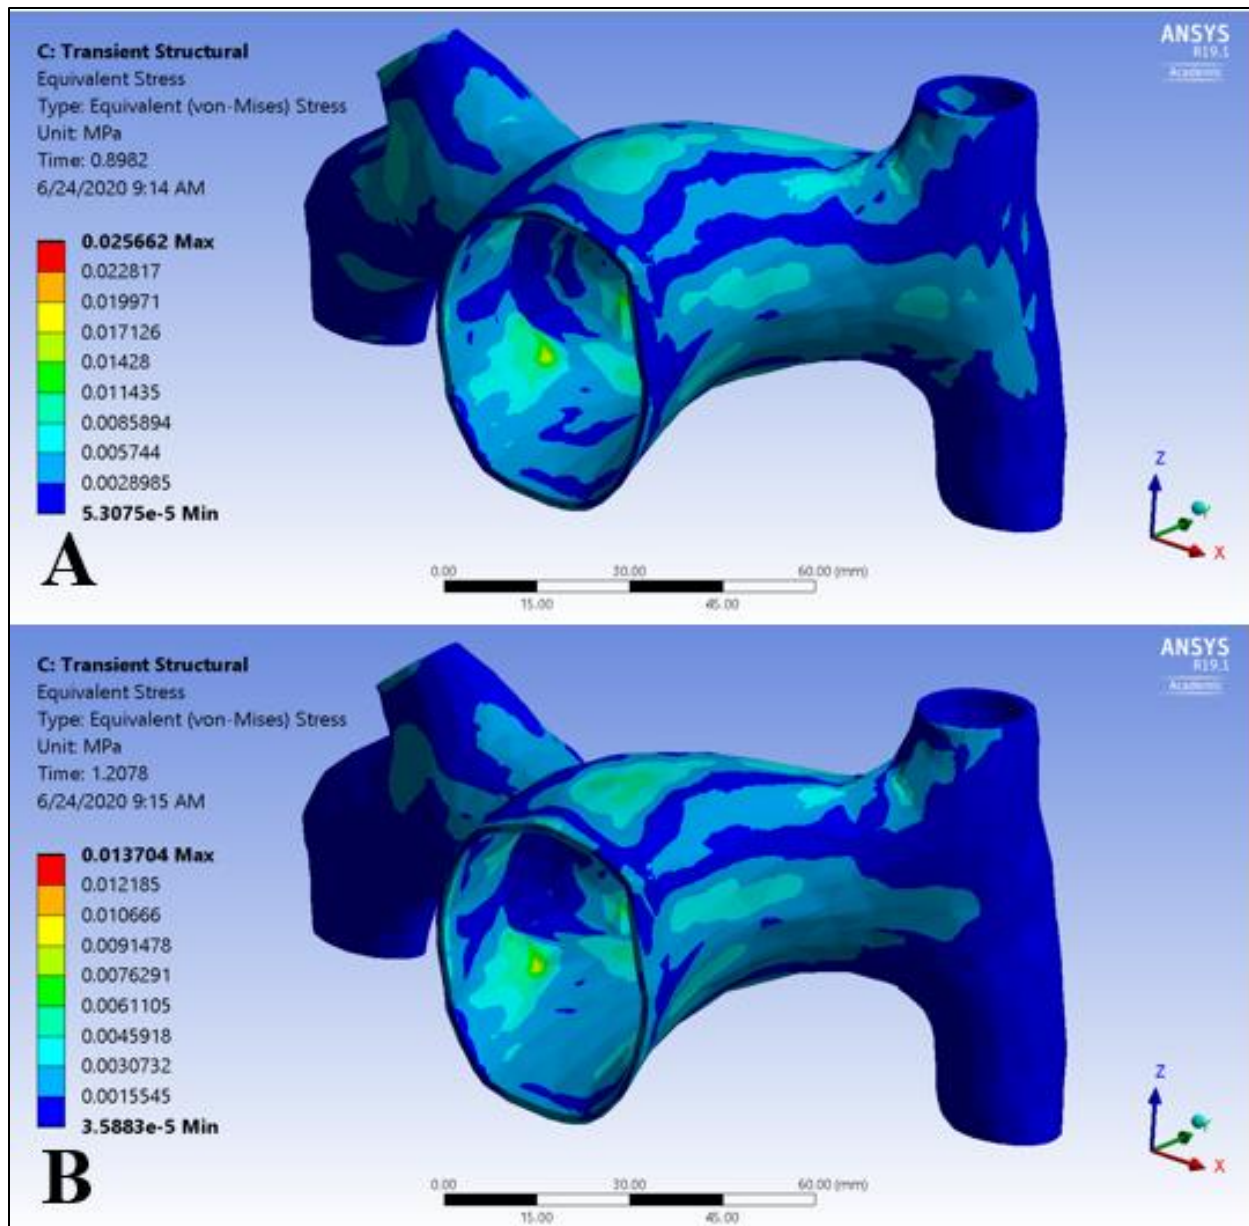 C: Transient Structural
Equivalent Stress
Type: Equivalent (von-Mises) Stress
Unit: MPa
Time: 0.8982
6/24/2020 9:14 AM
0.025662 Max
0.022817
0.019971
0.017126
0.01428
0.011435
0.0085894
0.005744
0.0028985
5.3075e-5 Min
A
ANSYS
R19.1
Academic
Z
X
0.00 30.00 60.00 (mm)
15.00 45.00
C: Transient Structural
Equivalent Stress
Type: Equivalent (von-Mises) Stress
Unit: MPa
Time: 1.2078
6/24/2020 9:15 AM
0.013704 Max
0.012185
0.010666
0.0091478
0.0076291
0.0061105
0.0045918
0.0030732
0.0015545
3.5883e-5 Min
B
ANSYS
R19.1
Academic
Z
X
0.00 30.00 60.00 (mm)
15.00 45.00